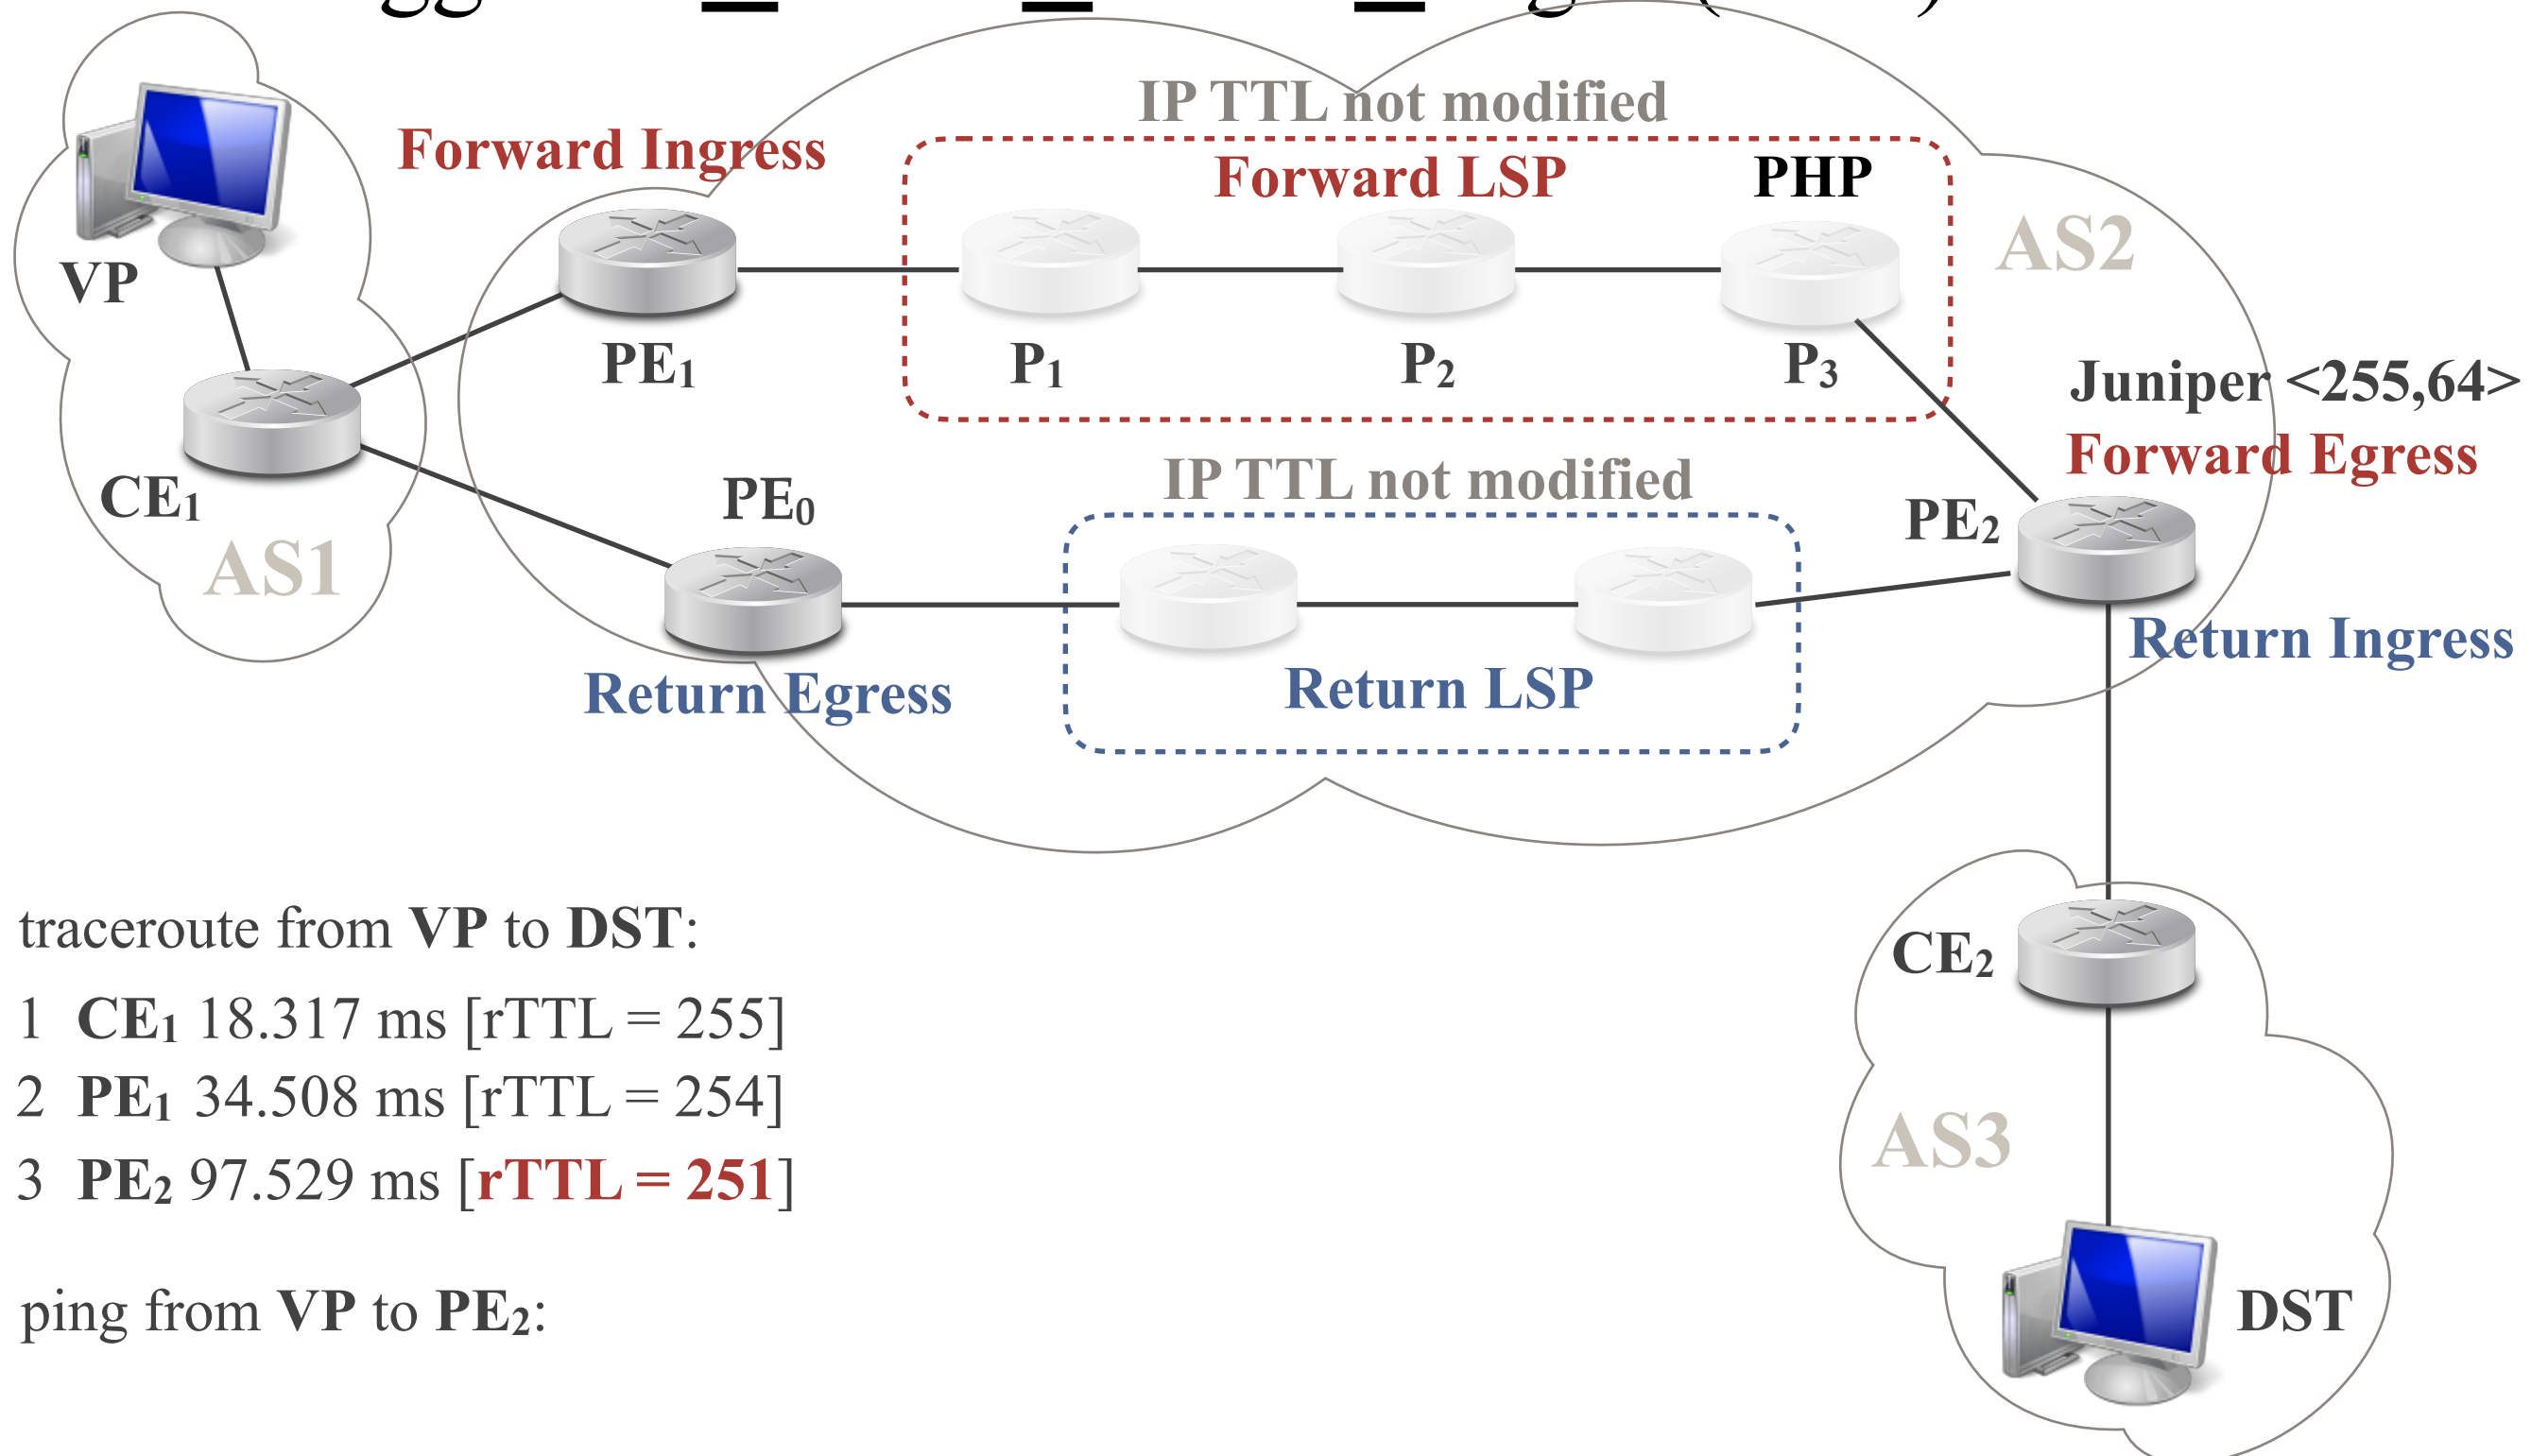 IP TTL not modified
Forward Ingress
Forward LSP
PHP
AS2
VP
PE1
P1
P2
P3
Juniper <255,64>
Forward Egress
IP TTL not modified
CE1
PE0
PE2
AS1
Return Ingress
Return Egress
Return LSP
traceroute from VP to DST:
1 CE1 18.317 ms [rTTL = 255]
2 PE1 34.508 ms [rTTL = 254]
3 PE2 97.529 ms [rTTL = 251]
ping from VP to PE2:
CE2
AS3
DST